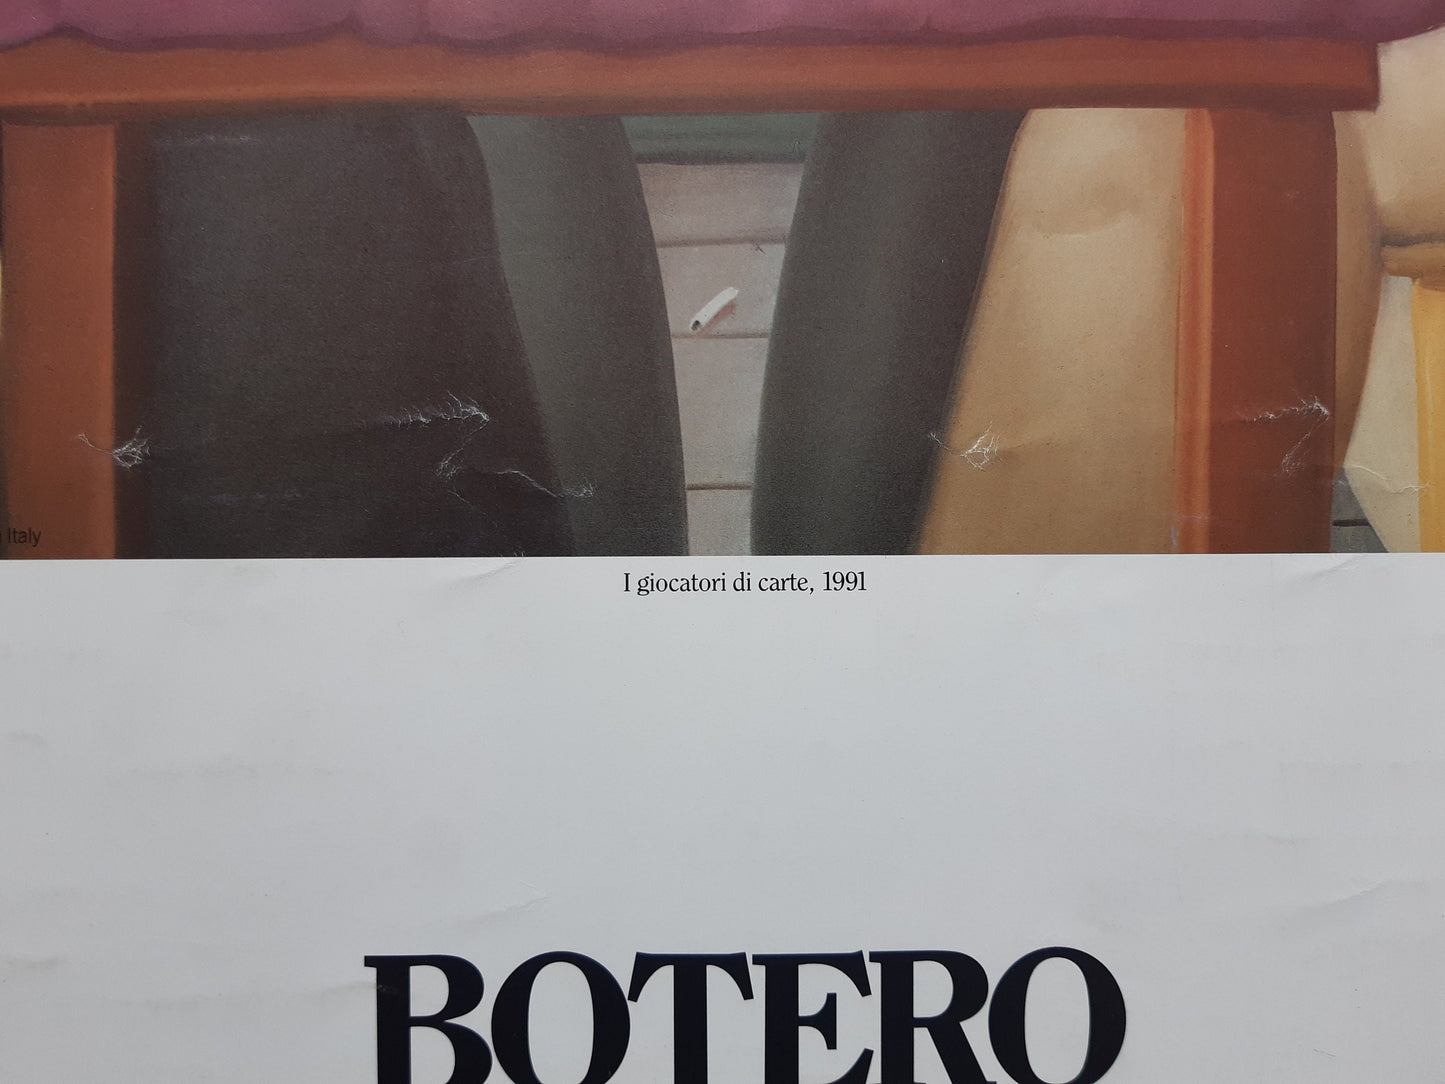 Italy
I giocatori di carte, 1991
BOTERO